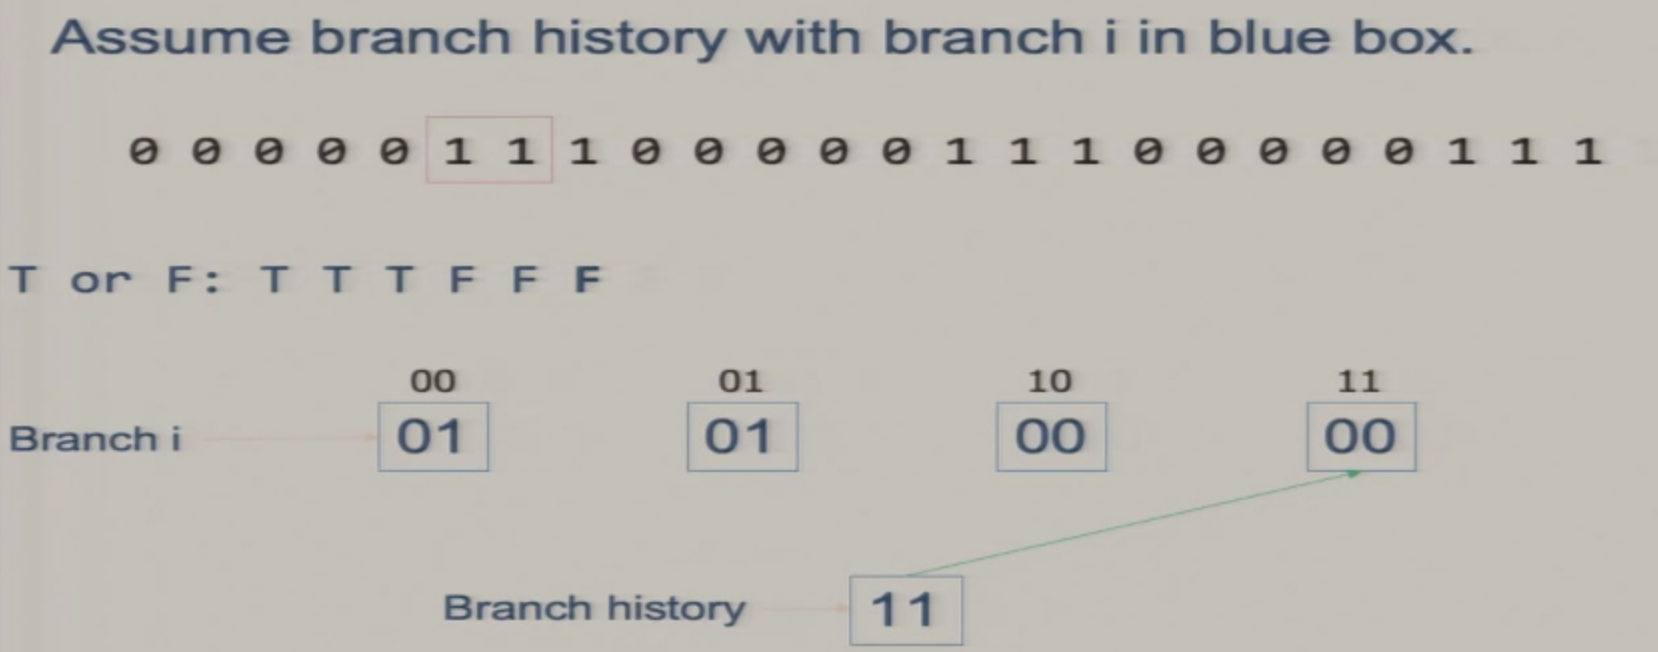 Assume branch history with branch i in blue box.
0 0 0 0 0 1 1 1 0 0 0 0 0 1 1 1 0 0 0 0 0 1 1 1
T or F: T T T F F F
00 01 10 11
Branch i 01 01 00 00
Branch history 11